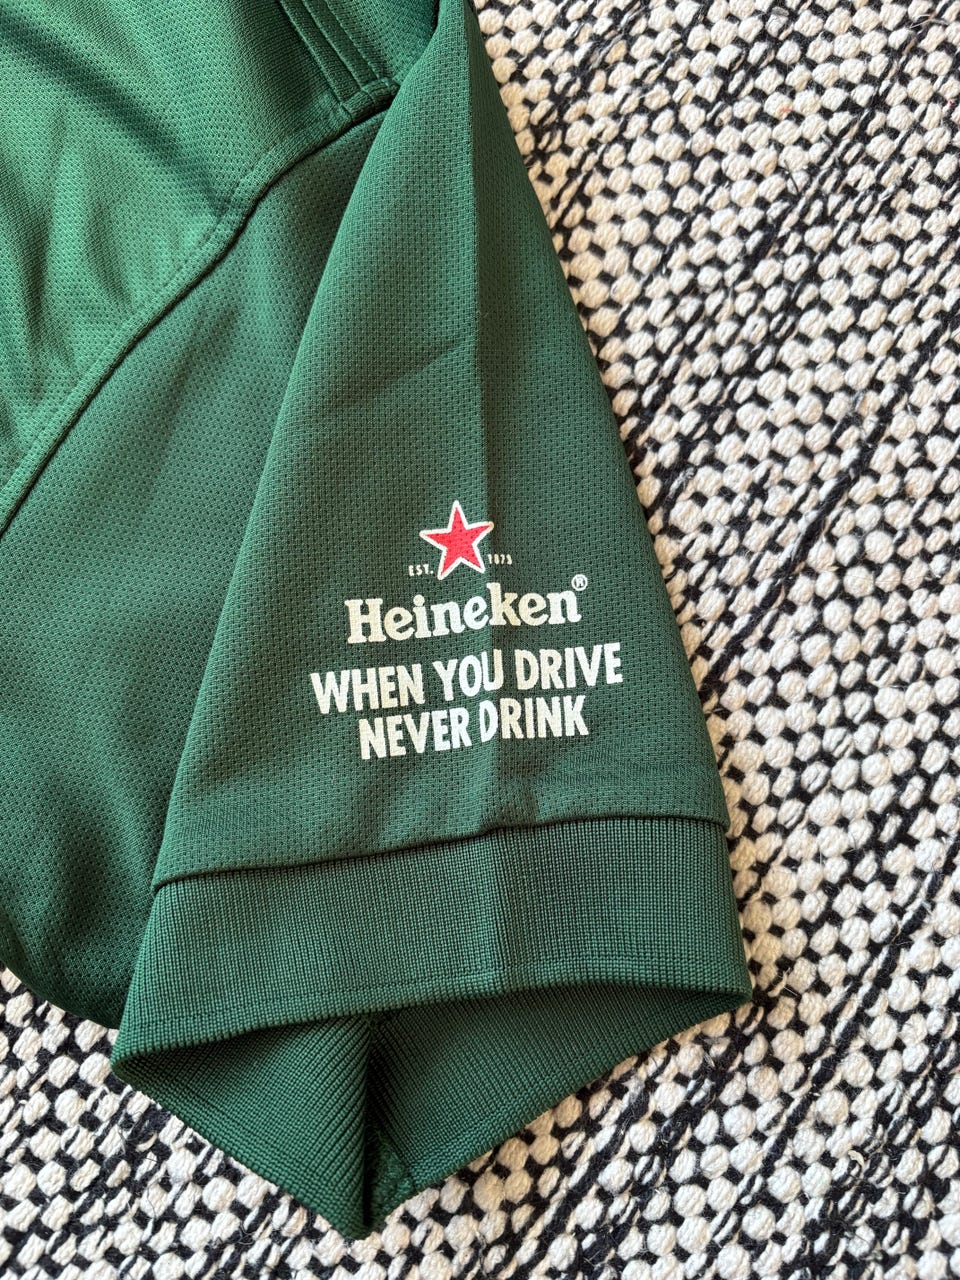 EST. 1873
Heineken®
WHEN YOU DRIVE
NEVER DRINK